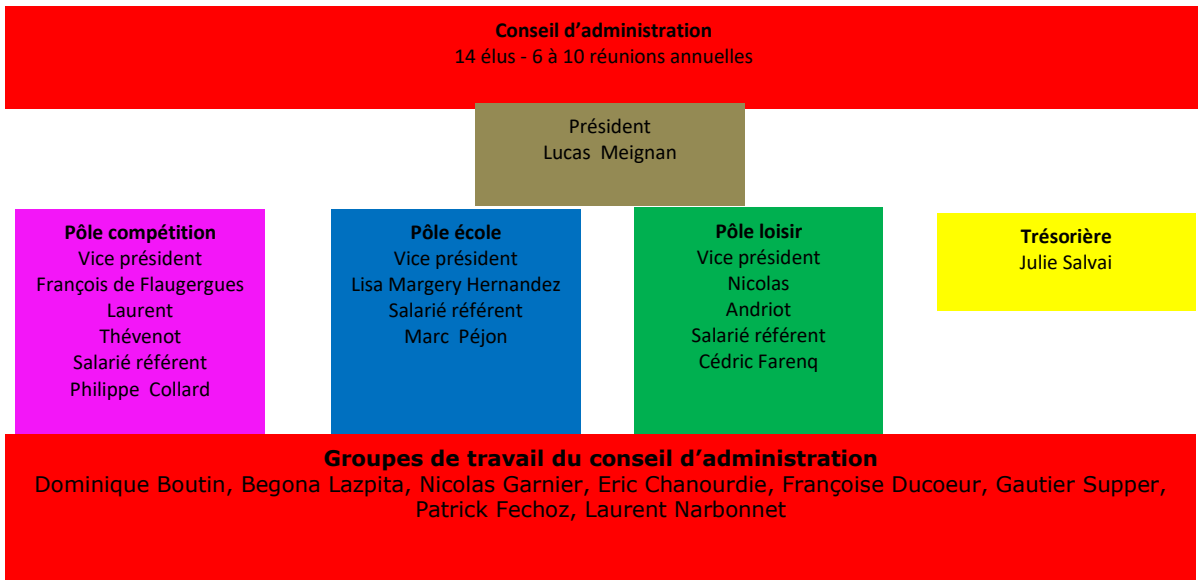 Conseil d’administration
14 élus - 6 à 10 réunions annuelles
Président
Lucas Meignan
Pôle compétition
Vice président
François de Flaugergues
Laurent
Thévenot
Salarié référent
Philippe Collard
Pôle école
Vice président
Lisa Margery Hernandez
Salarié référent
Marc Péjon
Pôle loisir
Vice président
Nicolas
Andriot
Salarié référent
Cédric Farenq
Trésorière
Julie Salvai
Groupes de travail du conseil d’administration
Dominique Boutin, Begona Lazpita, Nicolas Garnier, Eric Chanourdie, Françoise Ducoeur, Gautier Supper,
Patrick Fechoz, Laurent Narbonnet